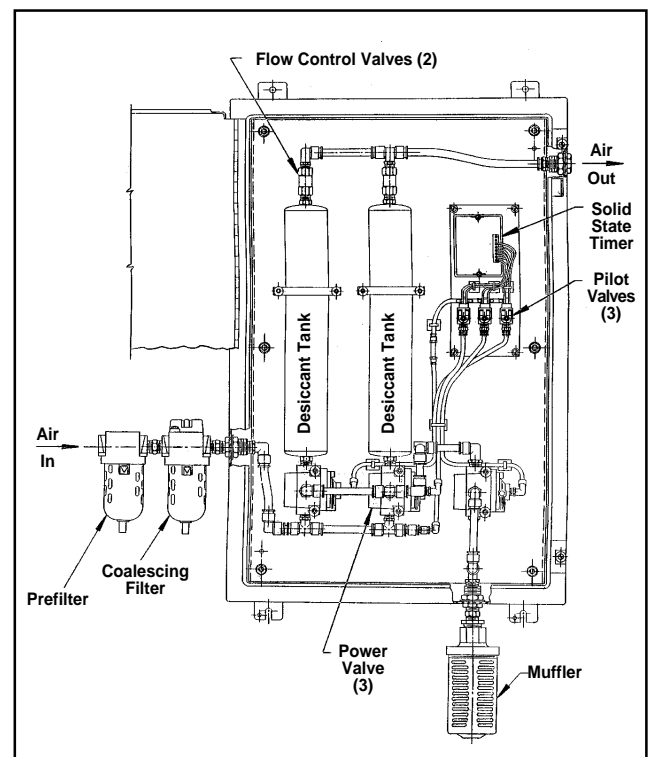 Flow Control Valves (2)
Air
Out
Solid
State
Timer
Pilot
Valves
(3)
Desiccant Tank
Desiccant Tank
Air
In
Prefilter
Coalescing
Filter
Power
Valve
(3)
Muffler